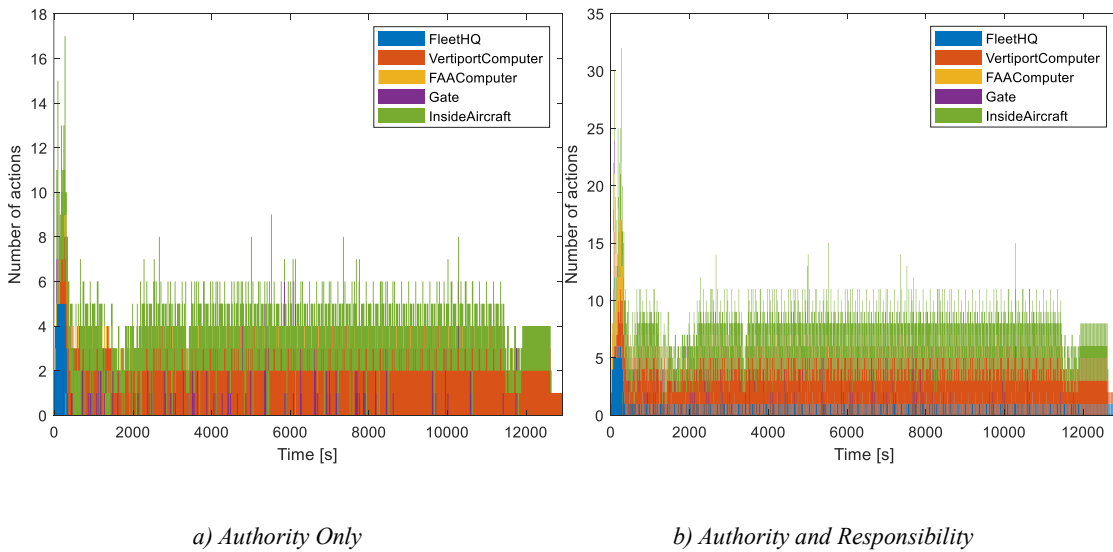 18
16
14
12
10
8
6
4
2
0
Number of actions
FleetHQ
VertiportComputer
FAAComputer
Gate
InsideAircraft
0 2000 4000 6000 8000 10000 12000
Time [s]
a) Authority Only
35
30
25
20
15
10
5
0
Number of actions
FleetHQ
VertiportComputer
FAAComputer
Gate
InsideAircraft
0 2000 4000 6000 8000 10000 12000
Time [s]
b) Authority and Responsibility